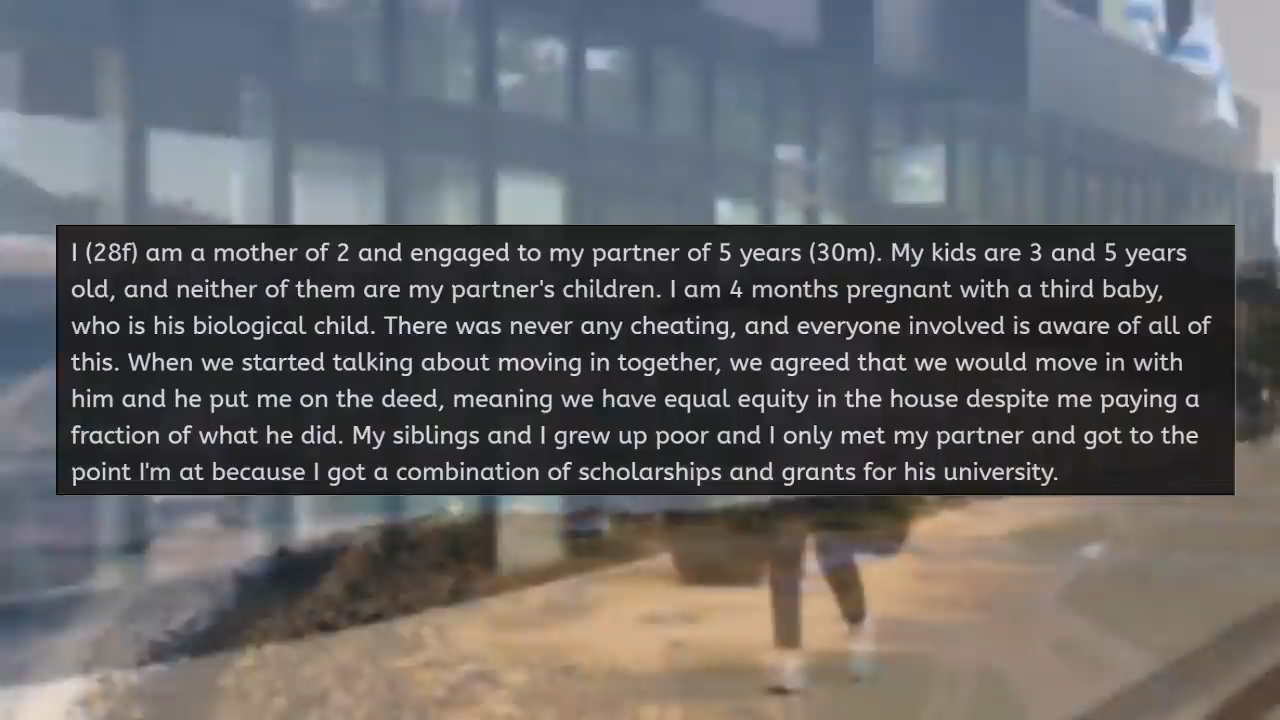 I (28f) am a mother of 2 and engaged to my partner of 5 years (30m). My kids are 3 and 5 years
old, and neither of them are my partner's children. I am 4 months pregnant with a third baby,
who is his biological child. There was never any cheating, and everyone involved is aware of all of
this. When we started talking about moving in together, we agreed that we would move in with
him and he put me on the deed, meaning we have equal equity in the house despite me paying a
fraction of what he did. My siblings and I grew up poor and I only met my partner and got to the
point I'm at because I got a combination of scholarships and grants for his university.